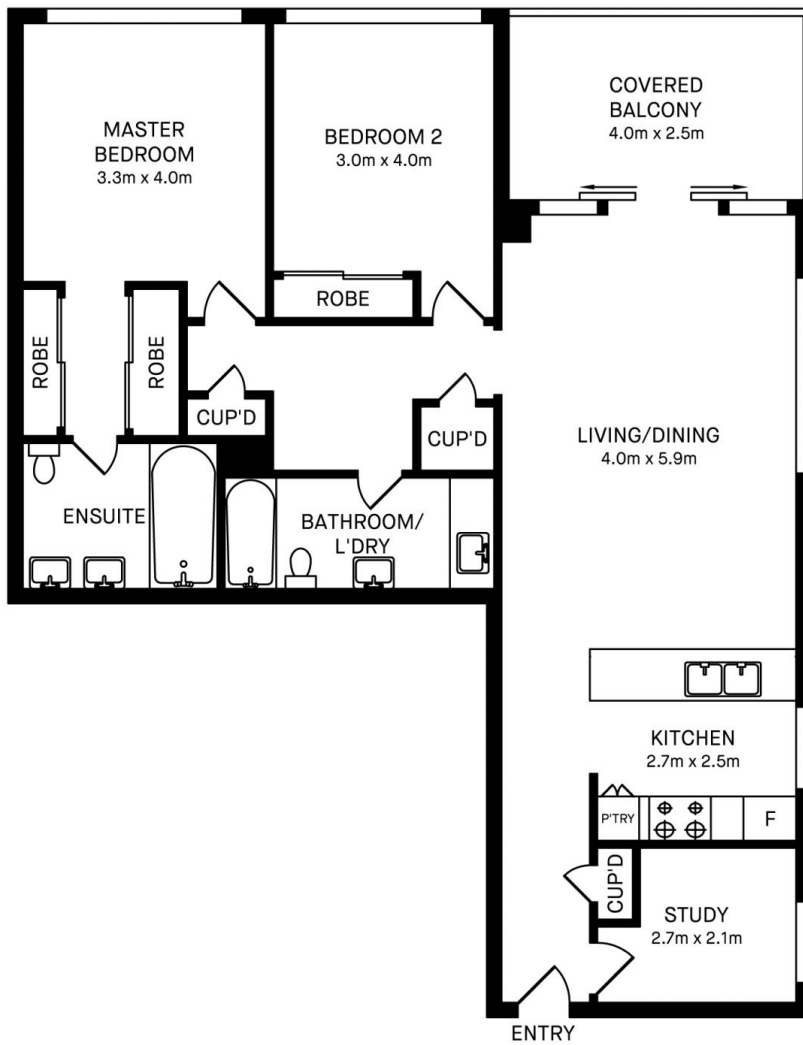 MASTER
BEDROOM
3.3m x 4.0m
BEDROOM 2
3.0m x 4.0m
COVERED
BALCONY
4.0m x 2.5m
ROBE
ROBE
ROBE
CUP'D
CUP'D
LIVING/DINING
4.0m x 5.9m
ENSUITE
BATHROOM/
L'DRY
KITCHEN
2.7m x 2.5m
P'TRY
F
CUP'D
STUDY
2.7m x 2.1m
ENTRY